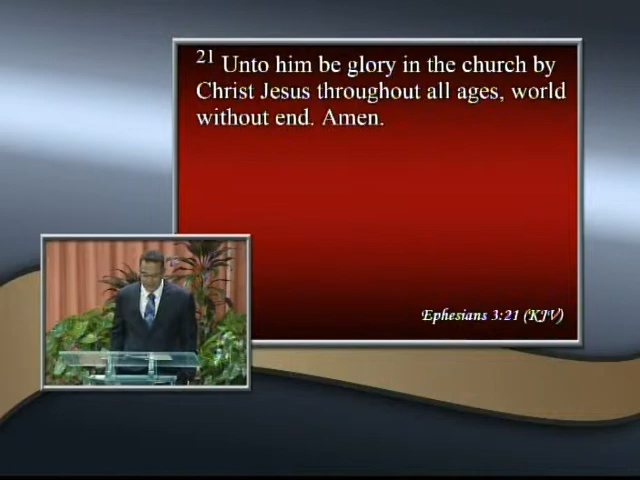 21 Unto him be glory in the church by
Christ Jesus throughout all ages, world
without end. Amen.
Ephesians 3:21 (KJV)